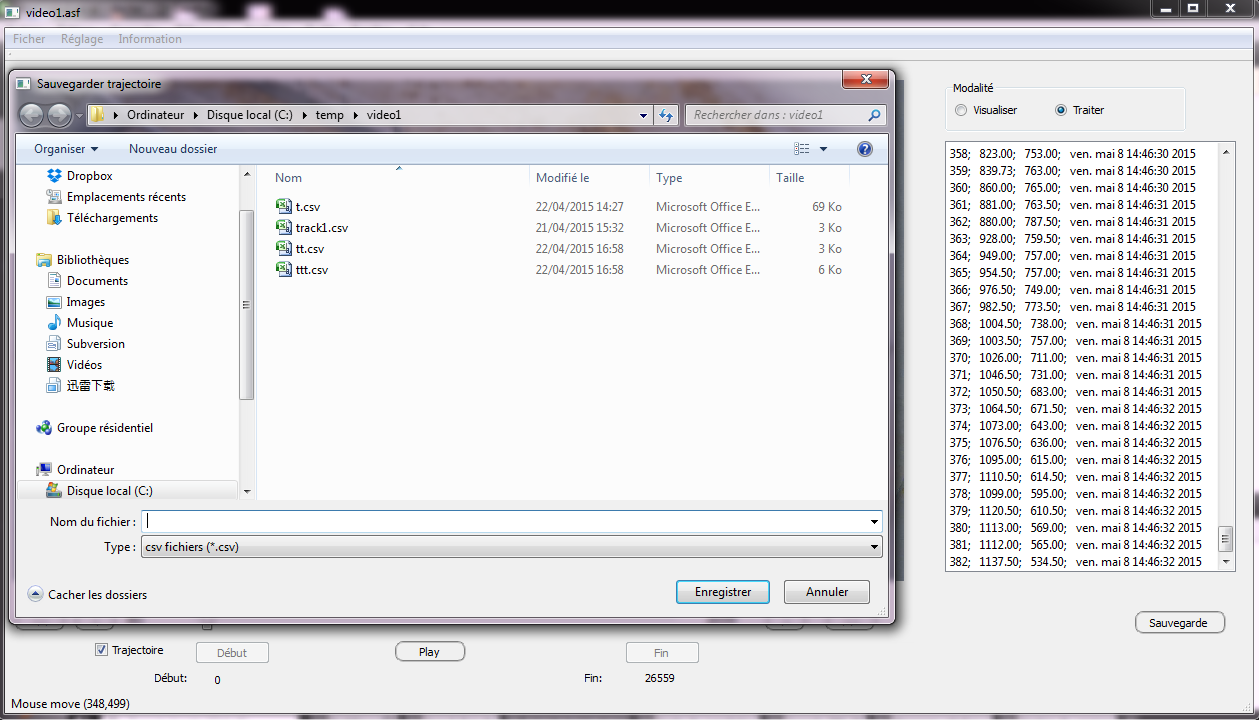 video1.asf
Ficher Réglage Information
Sauvegarder trajectoire
Ordinateur Disque local (C:) temp video1
Rechercher dans : video1
Organiser Nouveau dossier
Dropbox
Emplacements récents
Téléchargements
Bibliothèques
Documents
Images
Musique
Subversion
Vidéos
迅雷下载
Groupe résidentiel
Ordinateur
Disque local (C:)
Nom Modifié le Type Taille
t.csv 22/04/2015 14:27 Microsoft Office E... 69 Ko
track1.csv 21/04/2015 15:32 Microsoft Office E... 3 Ko
tt.csv 22/04/2015 16:58 Microsoft Office E... 3 Ko
ttt.csv 22/04/2015 16:58 Microsoft Office E... 6 Ko
Nom du fichier :
Type : csv fichiers (*.csv)
Cacher les dossiers Enregistrer Annuler
Modalité
Visualiser Traiter
358; 823.00; 753.00; ven. mai 8 14:46:30 2015
359; 839.73; 763.00; ven. mai 8 14:46:30 2015
360; 860.00; 765.00; ven. mai 8 14:46:30 2015
361; 881.00; 763.50; ven. mai 8 14:46:31 2015
362; 880.00; 787.50; ven. mai 8 14:46:31 2015
363; 928.00; 759.50; ven. mai 8 14:46:31 2015
364; 949.00; 757.00; ven. mai 8 14:46:31 2015
365; 954.50; 757.00; ven. mai 8 14:46:31 2015
366; 976.50; 749.00; ven. mai 8 14:46:31 2015
367; 982.50; 773.50; ven. mai 8 14:46:31 2015
368; 1004.50; 738.00; ven. mai 8 14:46:31 2015
369; 1003.50; 757.00; ven. mai 8 14:46:31 2015
370; 1026.00; 711.00; ven. mai 8 14:46:31 2015
371; 1046.50; 731.00; ven. mai 8 14:46:31 2015
372; 1050.50; 683.00; ven. mai 8 14:46:31 2015
373; 1064.50; 671.50; ven. mai 8 14:46:32 2015
374; 1073.00; 643.00; ven. mai 8 14:46:32 2015
375; 1076.50; 636.00; ven. mai 8 14:46:32 2015
376; 1095.00; 615.00; ven. mai 8 14:46:32 2015
377; 1110.50; 614.50; ven. mai 8 14:46:32 2015
378; 1099.00; 595.00; ven. mai 8 14:46:32 2015
379; 1120.50; 610.50; ven. mai 8 14:46:32 2015
380; 1113.00; 569.00; ven. mai 8 14:46:32 2015
381; 1112.00; 565.00; ven. mai 8 14:46:32 2015
382; 1137.50; 534.50; ven. mai 8 14:46:32 2015
Sauvegarde
Trajectoire Début Play Fin
Début: 0 Fin: 26559
Mouse move (348,499)